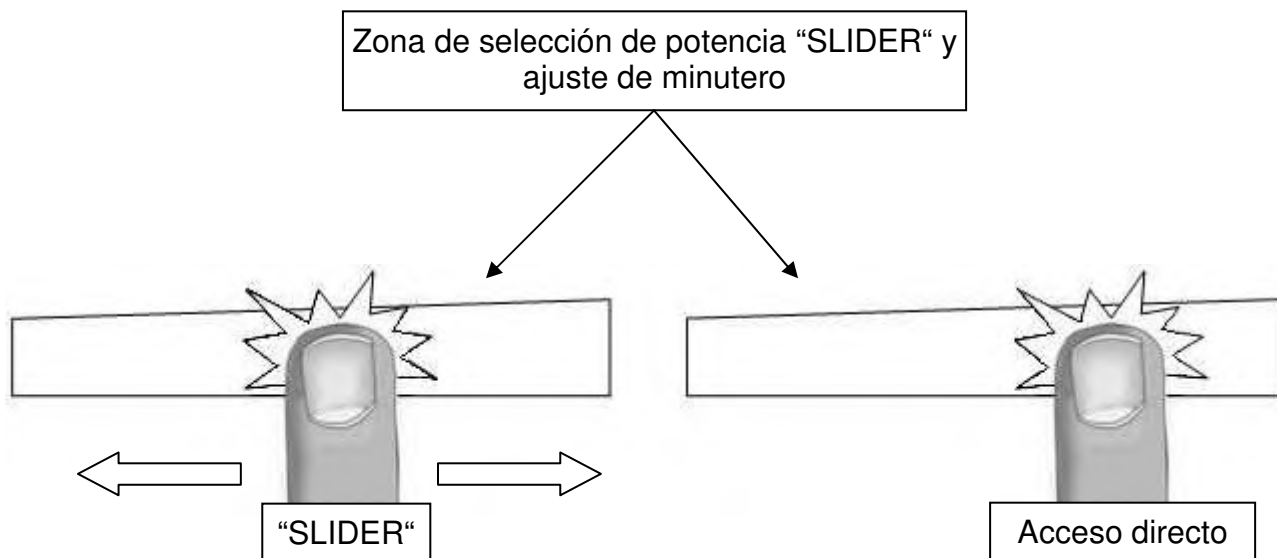 Zona de selección de potencia “SLIDER“ y
ajuste de minutero
“SLIDER“
Acceso directo